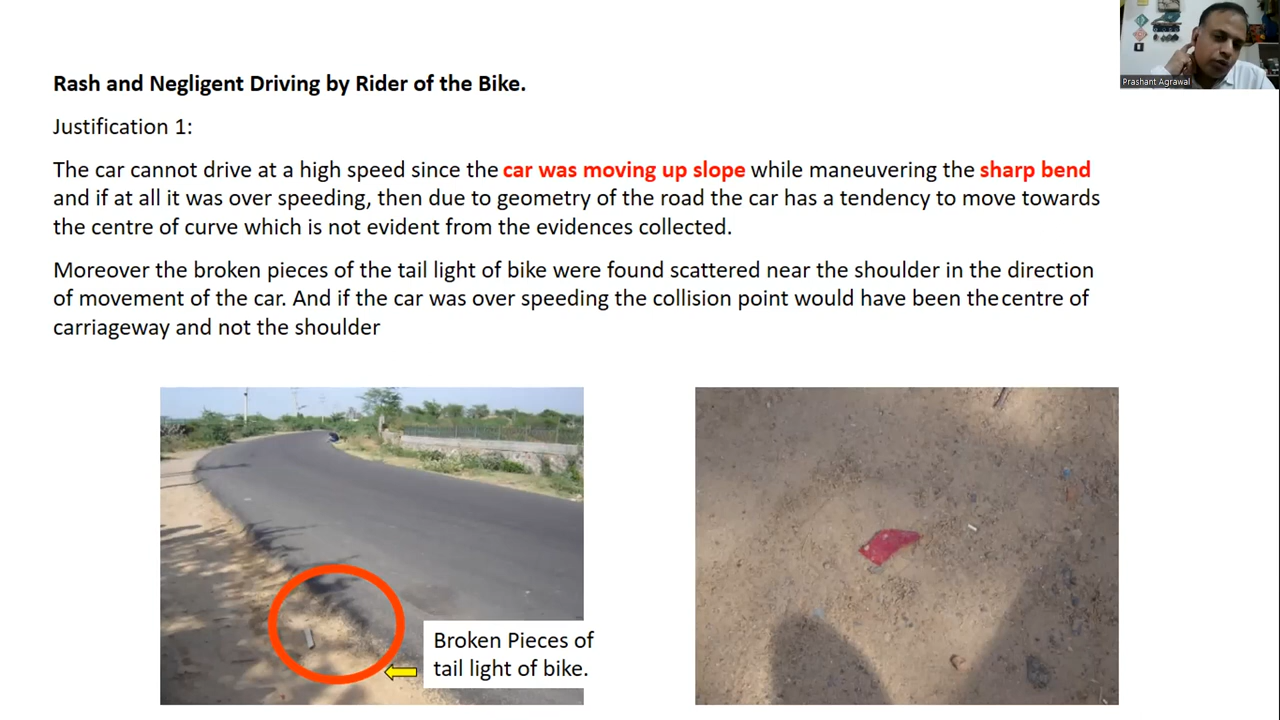 Prashant Agrawal
Rash and Negligent Driving by Rider of the Bike.
Justification 1:
The car cannot drive at a high speed since the car was moving up slope while maneuvering the sharp bend
and if at all it was over speeding, then due to geometry of the road the car has a tendency to move towards
the centre of curve which is not evident from the evidences collected.
Moreover the broken pieces of the tail light of bike were found scattered near the shoulder in the direction
of movement of the car. And if the car was over speeding the collision point would have been the centre of
carriageway and not the shoulder
Broken Pieces of
tail light of bike.